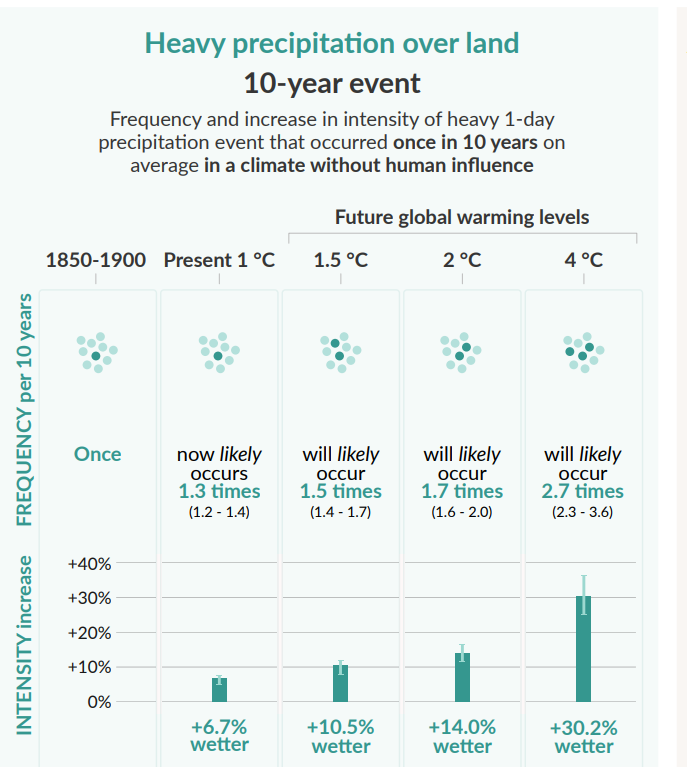 Heavy precipitation over land
10-year event
Frequency and increase in intensity of heavy 1-day
precipitation event that occurred once in 10 years on
average in a climate without human influence
Future global warming levels
1850-1900 Present 1 °C 1.5 °C 2 °C 4 °C
FREQUENCY per 10 years
Once
now likely
occurs
1.3 times
(1.2 - 1.4)
will likely
occur
1.5 times
(1.4 - 1.7)
will likely
occur
1.7 times
(1.6 - 2.0)
will likely
occur
2.7 times
(2.3 - 3.6)
INTENSITY increase
+40%
+30%
+20%
+10%
0%
+6.7%
wetter
+10.5%
wetter
+14.0%
wetter
+30.2%
wetter